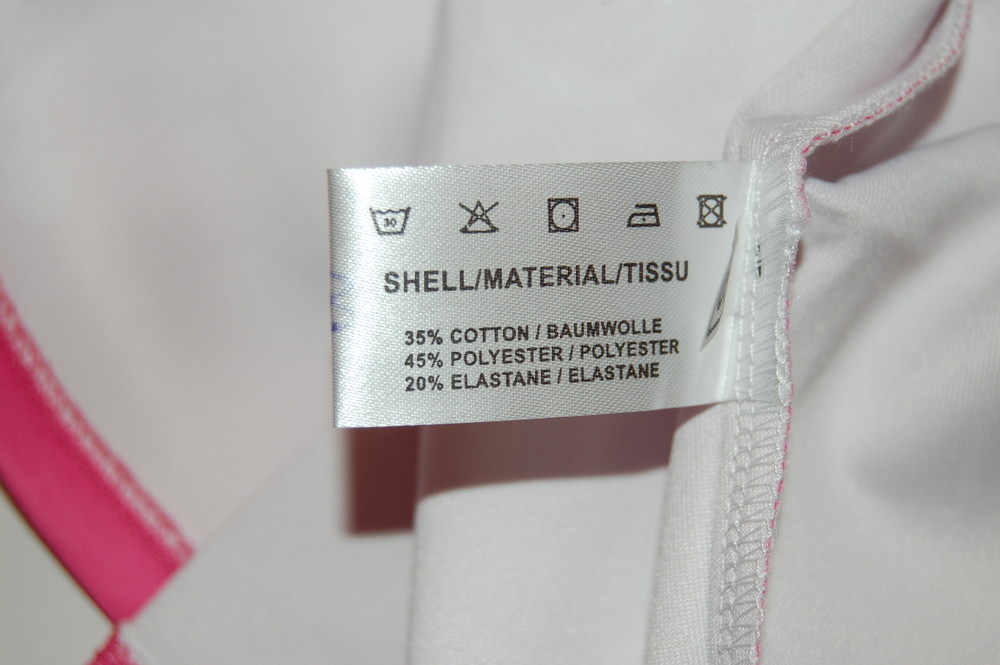 30
SHELL/MATERIAL/TISSU
35% COTTON / BAUMWOLLE
45% POLYESTER / POLYESTER
20% ELASTANE / ELASTANE